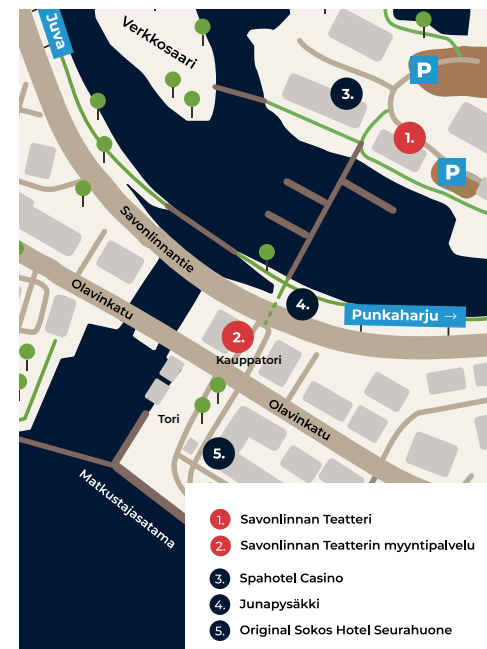 Juva
Verkkosaari
P
3.
1.
P
Savonlinnantie
Olavinkatu
4.
Punkaharju →
2.
Kauppatori
Tori
Olavinkatu
5.
Matkustajasatama
1. Savonlinnan Teatteri
2. Savonlinnan Teatterin myyntipalvelu
3. Spahotel Casino
4. Junapysäkki
5. Original Sokos Hotel Seurahuone